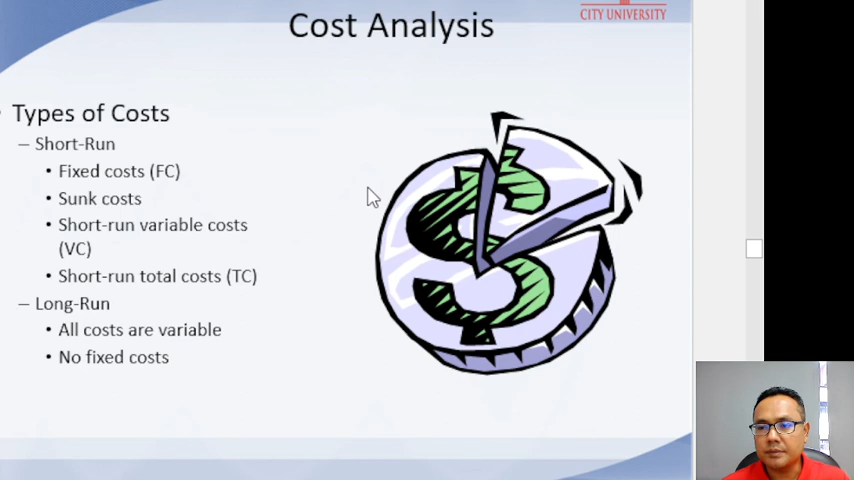 CITY UNIVERSITY
Cost Analysis
• Types of Costs
– Short-Run
• Fixed costs (FC)
• Sunk costs
• Short-run variable costs
(VC)
• Short-run total costs (TC)
– Long-Run
• All costs are variable
• No fixed costs